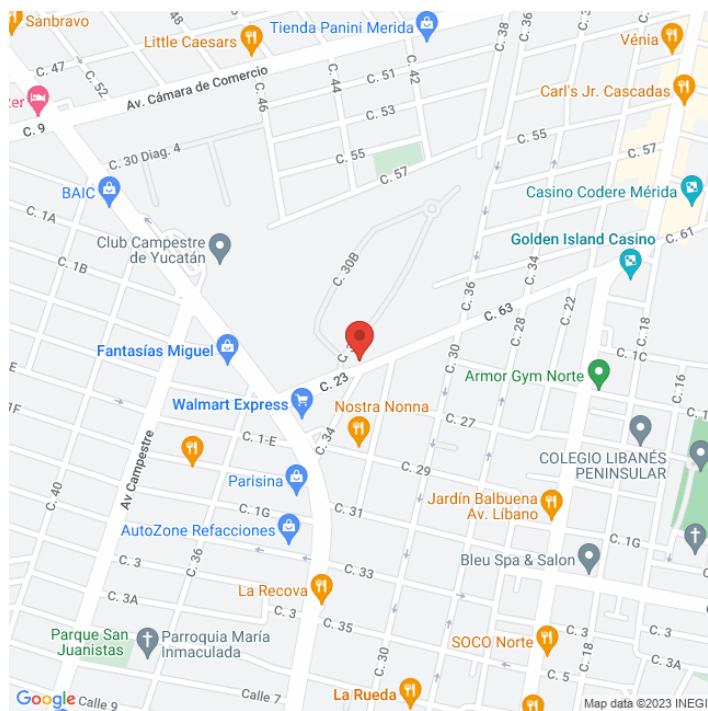 Sanbravo
Little Caesars
Tienda Panini Merida
C. 38
Vénia
C. 47
C. 52
Av. Cámara de Comercio
C. 46
C. 44
C. 51
C. 42
Carl's Jr. Cascadas
C. 9
C. 53
C. 55
C. 30 Diag. 4
C. 55
C. 57
C. 57
BAIC
Casino Codere Mérida
C. 1A
Club Campestre
de Yucatán
Golden Island Casino
C. 61
C. 1B
C. 30B
C. 36
C. 34
C. 22
C. 18
C. 63
C. 28
Fantasías Miguel
C. 30
C. 1C
C. 16
C. 23
Armor Gym Norte
Walmart Express
Nostra Nonna
C. 1F
C. 34
C. 27
C. 1-E
COLEGIO LIBANÉS
PENINSULAR
Av Campestre
C. 29
C. 40
Parisina
C. 31
Jardín Balbuena
Av. Líbano
C. 1G
C. 1G
AutoZone Refacciones
C. 36
Bleu Spa & Salon
C. 3
C. 33
La Recova
C. 3A
C. 3
C. 35
C. 3
C. 18
Parque San
Juanistas
Parroquia María
Inmaculada
SOCO Norte
C. 30
C. 5
C. 3A
Calle 7
Calle 9
La Rueda
Google
Map data ©2023 INEGI